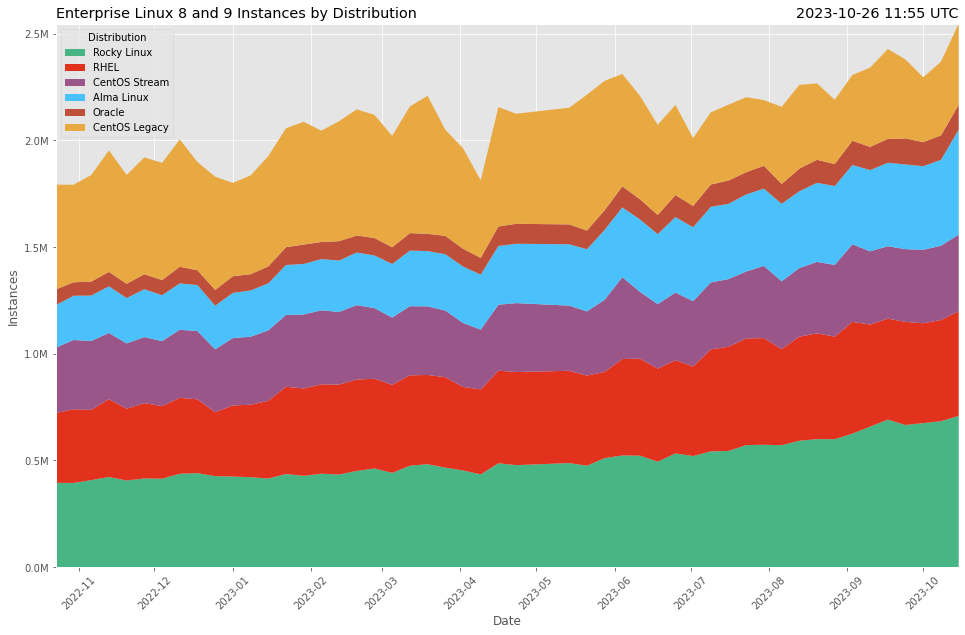 Enterprise Linux 8 and 9 Instances by Distribution
2023-10-26 11:55 UTC
Distribution
Rocky Linux
RHEL
CentOS Stream
Alma Linux
Oracle
CentOS Legacy
2.5M
2.0M
1.5M
1.0M
0.5M
0.0M
Instances
2022-11
2022-12
2023-01
2023-02
2023-03
2023-04
2023-05
2023-06
2023-07
2023-08
2023-09
2023-10
Date